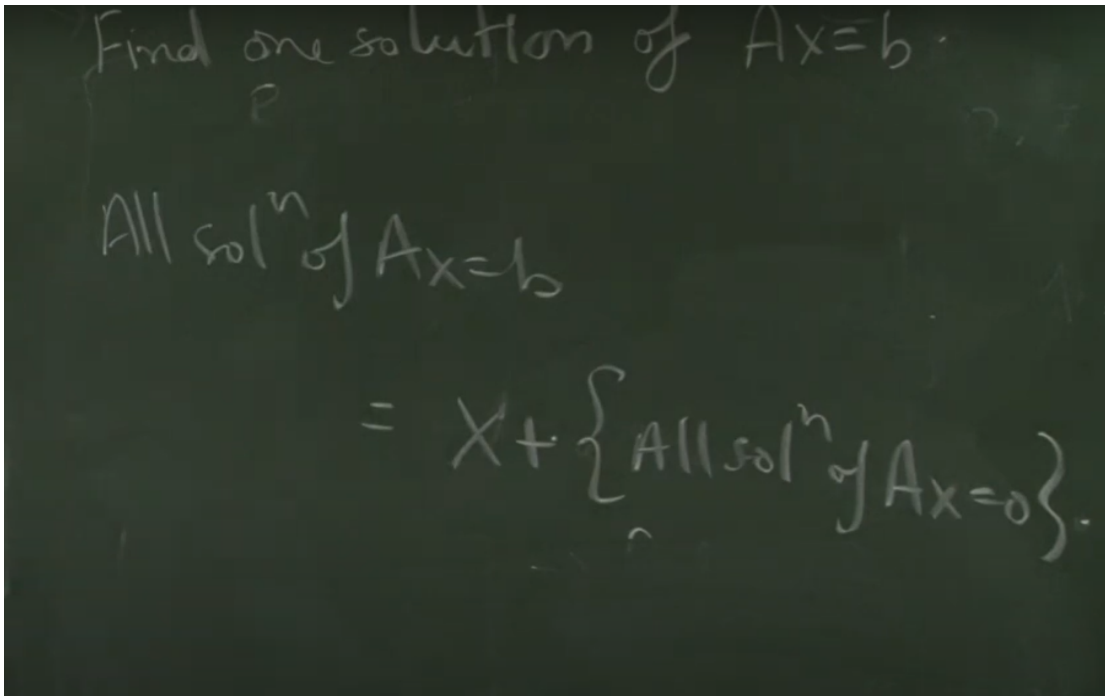 Find one solution of Ax=b.
All solⁿ of Ax=b
= X+{All solⁿ of Ax=0}.